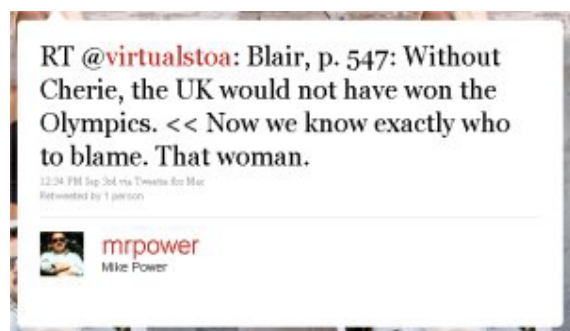 RT @virtualstoa: Blair, p. 547: Without
Cherie, the UK would not have won the
Olympics. << Now we know exactly who
to blame. That woman.
12:34 PM Sep 3rd via Tweetie for Mac
Retweeted by 1 person
mrpower
Mike Power